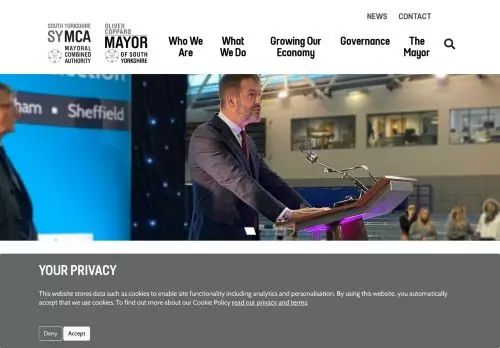 NEWS CONTACT
SOUTH YORKSHIRE
SYMCA
MAYORAL
COMBINED
AUTHORITY
OLIVER
COPPARD
MAYOR
OF SOUTH
YORKSHIRE
Who We Are
What We Do
Growing Our Economy
Governance
The Mayor
ham • Sheffield
YOUR PRIVACY
This website stores data such as cookies to enable site functionality including analytics and personalisation. By using this website, you automatically
accept that we use cookies. To find out more about our Cookie Policy read our privacy and terms.
Deny Accept